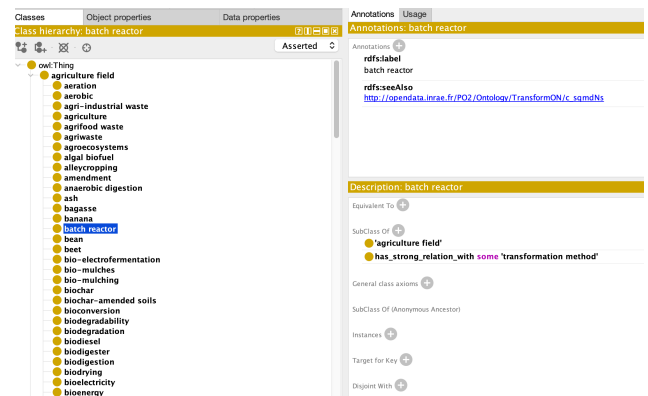 Classes
Object properties
Data properties
Class hierarchy: batch reactor
Asserted
owl:Thing
agriculture field
aeration
aerobic
agri-industrial waste
agriculture
agrifood waste
agriwaste
agroecosystems
algal biofuel
alleycropping
amendment
anaerobic digestion
ash
bagasse
banana
batch reactor
bean
beet
bio-electrofermentation
bio-mulches
bio-mulching
biochar
biochar-amended soils
bioconversion
biodegradability
biodegradation
biodiesel
biodigester
biodigestion
biodrying
bioelectricity
bioenergy
Annotations
Usage
Annotations: batch reactor
Annotations
rdfs:label
batch reactor
rdfs:seeAlso
http://opendata.inrae.fr/PO2/Ontology/TransformON/c_sqmdNs
Description: batch reactor
Equivalent To
SubClass Of
'agriculture field'
has_strong_relation_with some 'transformation method'
General class axioms
SubClass Of (Anonymous Ancestor)
Instances
Target for Key
Disjoint With